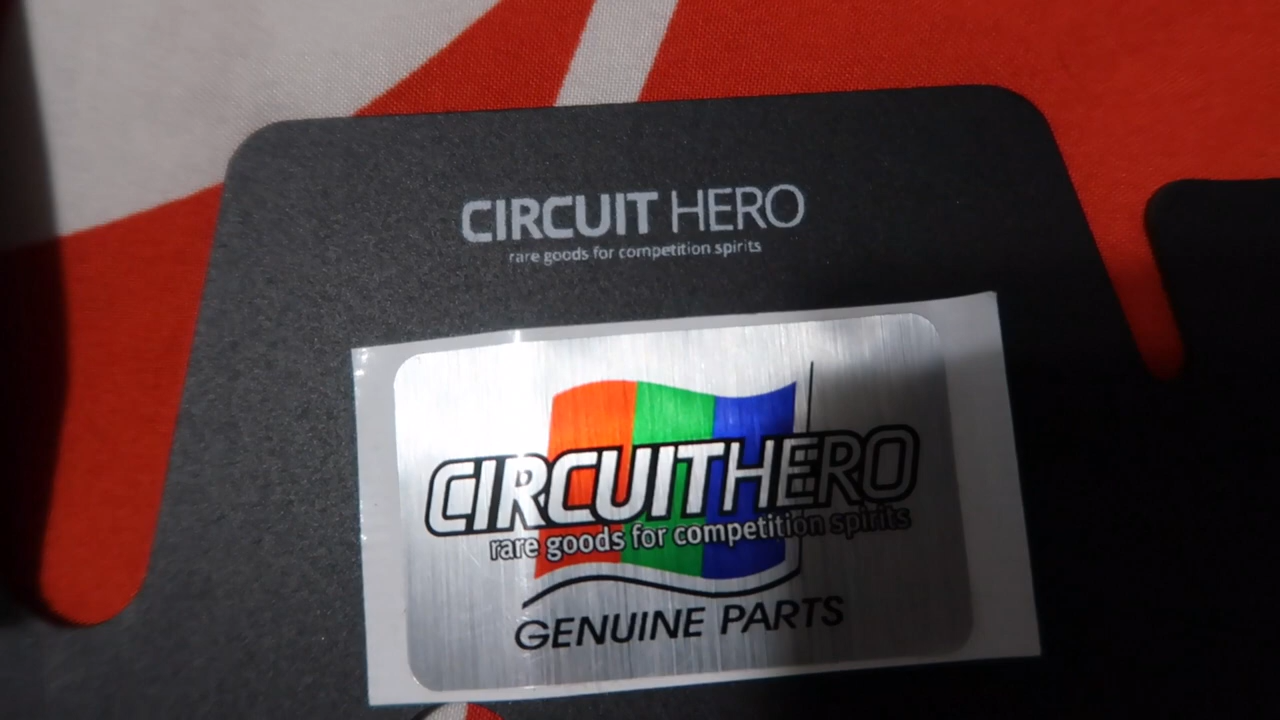 CIRCUIT HERO
rare goods for competition spirits
CIRCUITHERO
rare goods for competition spirits
GENUINE PARTS